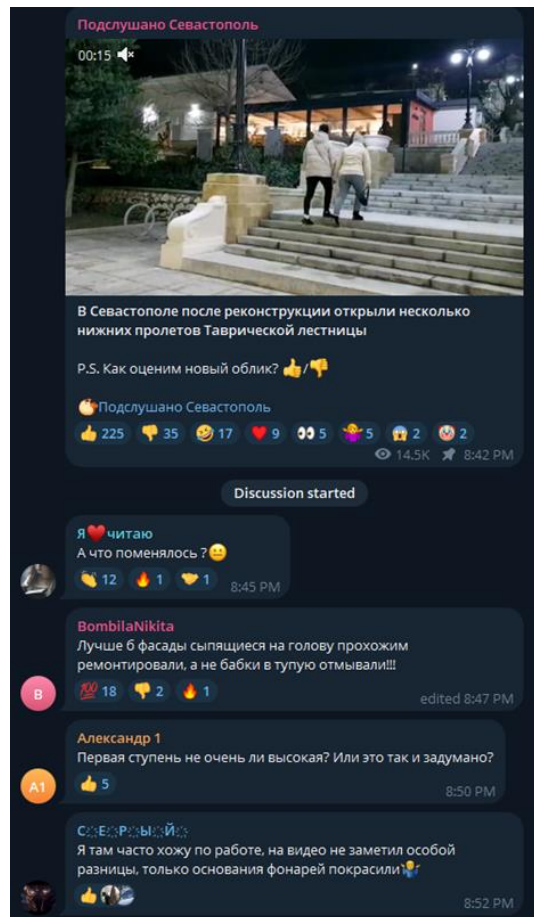 Подслушано Севастополь
00:15
В Севастополе после реконструкции открыли несколько
нижних пролетов Таврической лестницы
P.S. Как оценим новый облик? 👍/👎
Подслушано Севастополь
👍 225 👎 35 🤣 17 ❤ 9 👀 5 🤷‍♀️ 5 😱 2 🤡 2
14.5K 8:42 PM
Discussion started
Я❤читаю
А что поменялось ?😐
👏 12 🔥 1 🤝 1 8:45 PM
BombilaNikita
Лучше б фасады сыпящиеся на голову прохожим
ремонтировали, а не бабки в тупую отмывали!!!
💯 18 👎 2 🔥 1 edited 8:47 PM
B
Александр 1
Первая ступень не очень ли высокая? Или это так и задумано?
👍 5 8:50 PM
A1
С҉Е҉Р҉Ы҉Й҉
Я там часто хожу по работе, на видео не заметил особой
разницы, только основания фонарей покрасили🤷‍♂️
8:52 PM